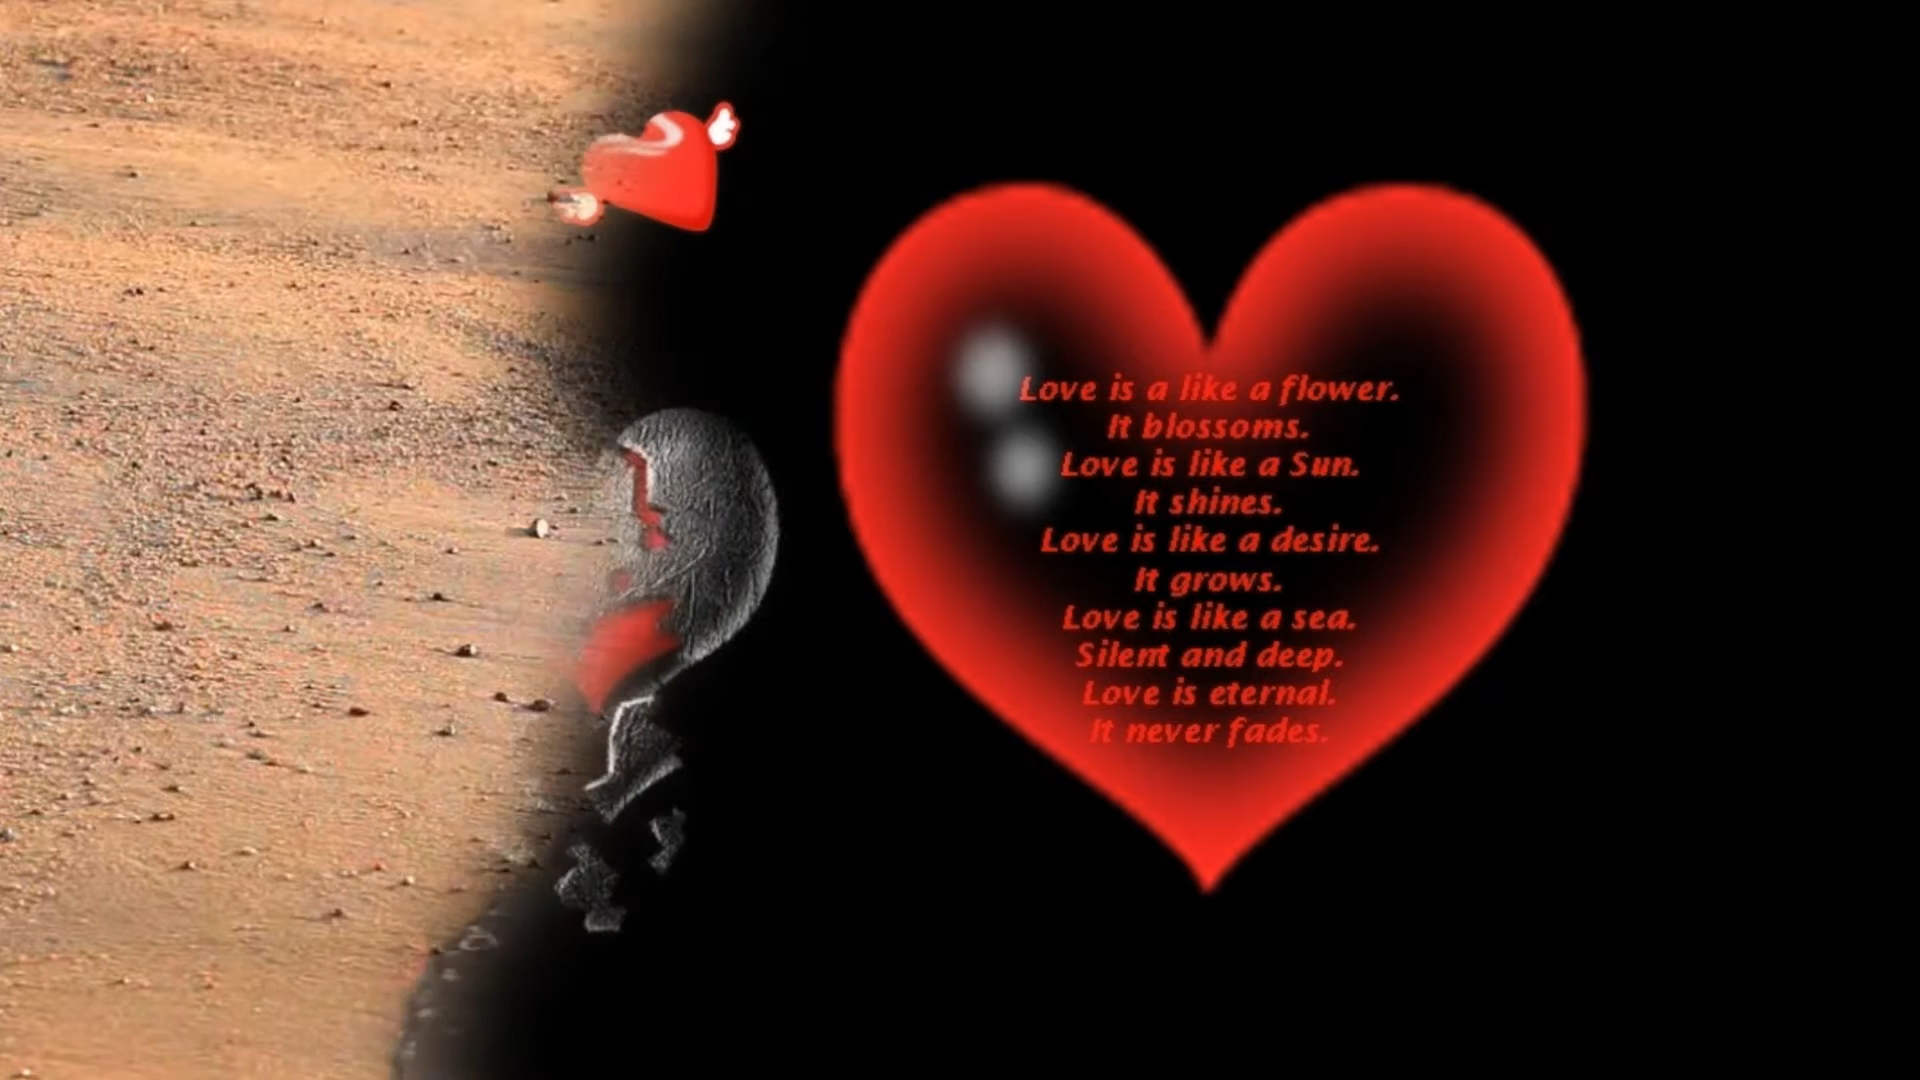 Love is a like a flower.
It blossoms.
Love is like a Sun.
It shines.
Love is like a desire.
It grows.
Love is like a sea.
Silent and deep.
Love is eternal.
It never fades.